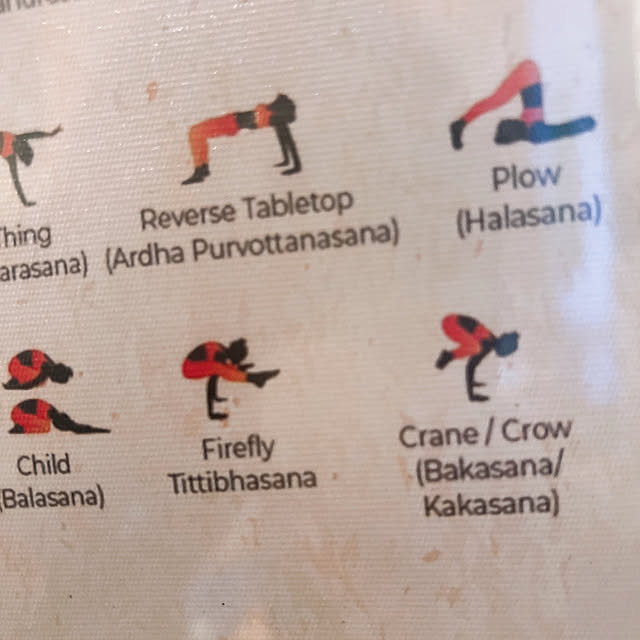 Reverse Tabletop
(Ardha Purvottanasana)
Plow
(Halasana)
Child
(Balasana)
Firefly
Tittibhasana
Crane / Crow
(Bakasana/
Kakasana)